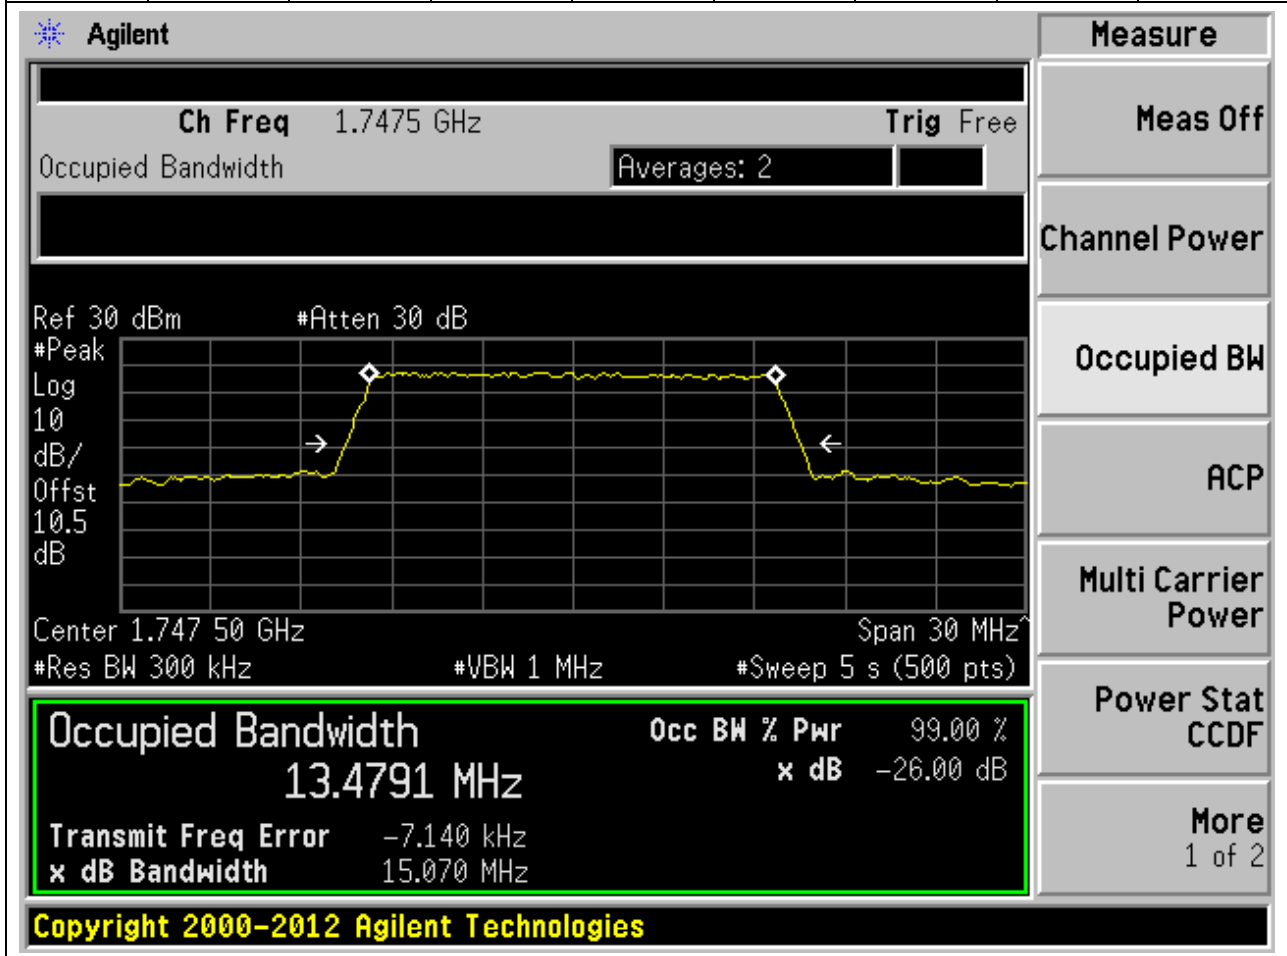 Agilent
Measure
Ch Freq 1.7475 GHz Trig Free
Meas Off
Occupied Bandwidth Averages: 2
Channel Power
Ref 30 dBm #Atten 30 dB
#Peak
Log
10
dB/
Offst
10.5
dB
Occupied BW
ACP
Center 1.747 50 GHz Span 30 MHz^
#Res BW 300 kHz #VBW 1 MHz #Sweep 5 s (500 pts)
Multi Carrier
Power
Occupied Bandwidth Occ BW % Pwr 99.00 %
13.4791 MHz x dB -26.00 dB
Transmit Freq Error -7.140 kHz
x dB Bandwidth 15.070 MHz
Power Stat
CCDF
More
1 of 2
Copyright 2000-2012 Agilent Technologies